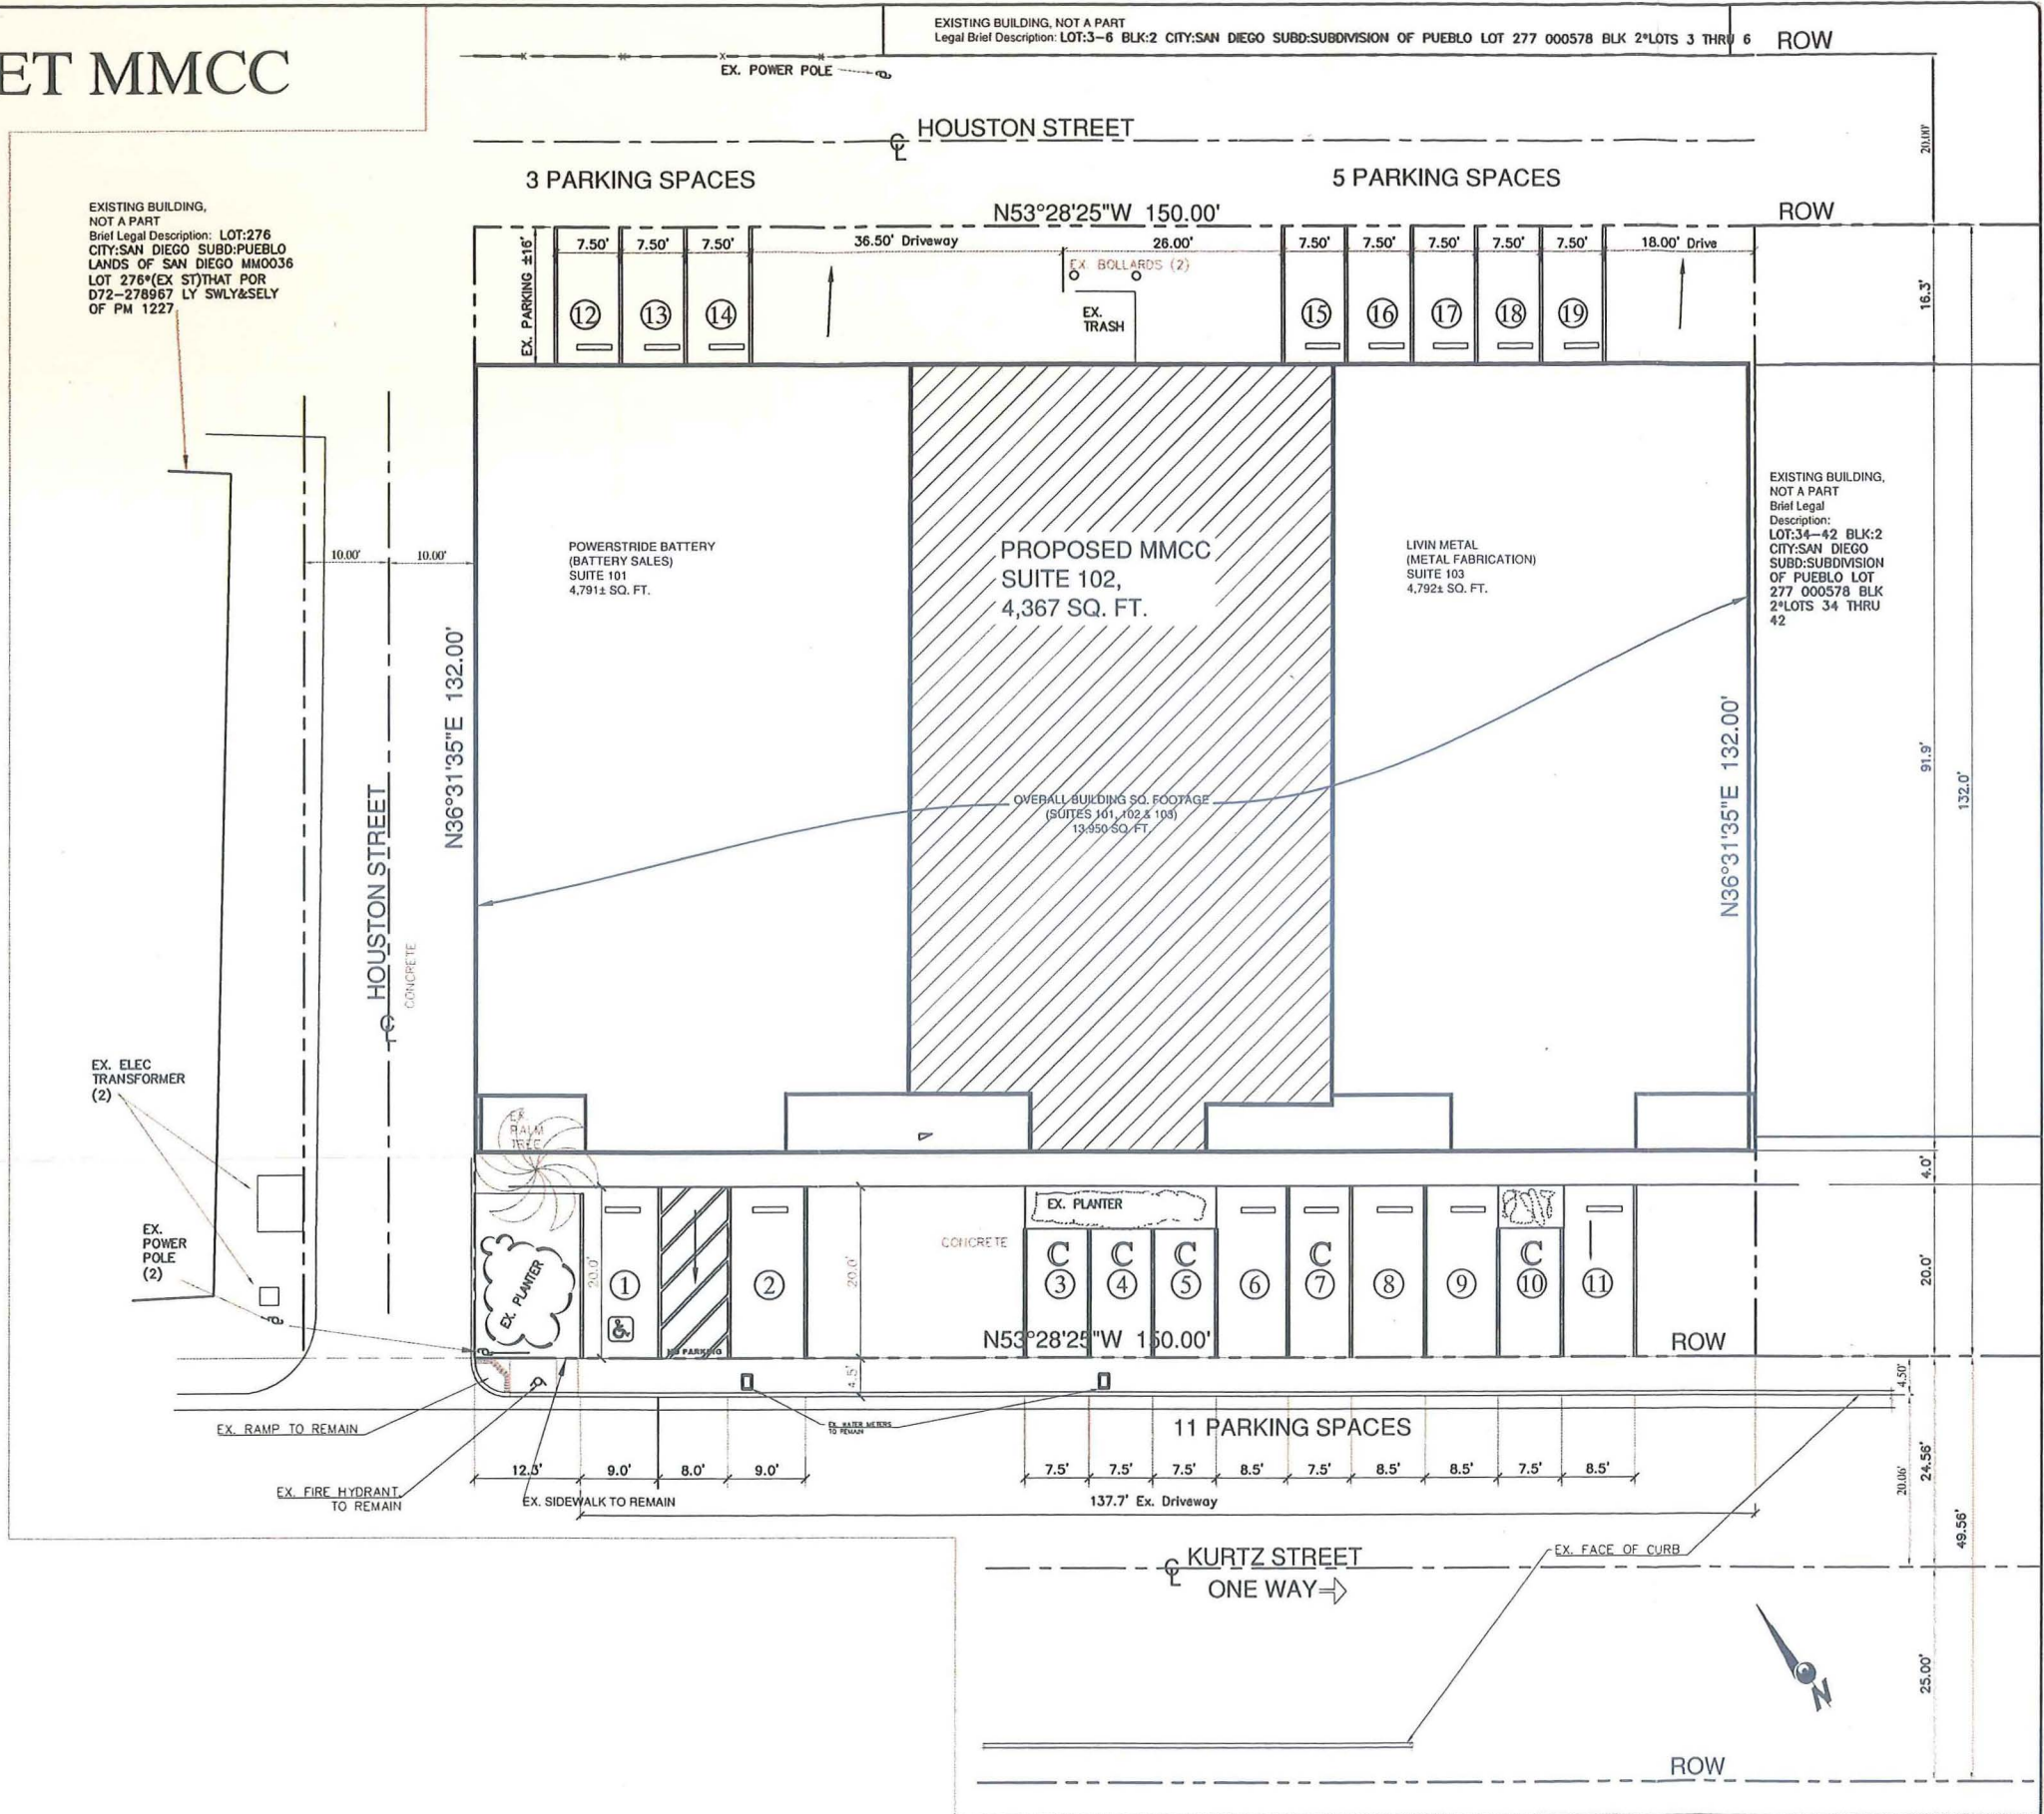 ET MMCC
EXISTING BUILDING, NOT A PART
Legal Brief Description: LOT:3-6 BLK:2 CITY:SAN DIEGO SUBD:SUBDIVISION OF PUEBLO LOT 277 000578 BLK 2*LOTS 3 THRU 6
ROW
EX. POWER POLE
HOUSTON STREET
20.00'
3 PARKING SPACES
5 PARKING SPACES
N53°28'25"W 150.00'
ROW
EXISTING BUILDING,
NOT A PART
Brief Legal Description: LOT:276
CITY:SAN DIEGO SUBD:PUEBLO
LANDS OF SAN DIEGO MM0036
LOT 276*(EX ST)THAT POR
D72-278967 LY SWLY&SELY
OF PM 1227
EX. PARKING ±16'
7.50' 7.50' 7.50' 36.50' Driveway 26.00' 7.50' 7.50' 7.50' 7.50' 7.50' 18.00' Drive
EX. BOLLARDS (2)
12 13 14
EX.
TRASH
15 16 17 18 19
16.3'
10.00' 10.00'
POWERSTRIDE BATTERY
(BATTERY SALES)
SUITE 101
4,791± SQ. FT.
PROPOSED MMCC
SUITE 102,
4,367 SQ. FT.
LIVIN METAL
(METAL FABRICATION)
SUITE 103
4,792± SQ. FT.
EXISTING BUILDING,
NOT A PART
Brief Legal
Description:
LOT:34-42 BLK:2
CITY:SAN DIEGO
SUBD:SUBDIVISION
OF PUEBLO LOT
277 000578 BLK
2*LOTS 34 THRU
42
N36°31'35"E 132.00'
N36°31'35"E 132.00'
91.9'
132.0'
OVERALL BUILDING SQ. FOOTAGE
(SUITES 101, 102 & 103)
13,950 SQ. FT.
HOUSTON STREET
CONCRETE
EX. ELEC
TRANSFORMER
(2)
EX.
PALM
TREE
4.0'
EX.
POWER
POLE
(2)
EX. PLANTER
20.0'
1
NO PARKING
2
20.0'
CONCRETE
EX. PLANTER
C C C C C
3 4 5 6 7 8 9 10 11
20.0'
N53°28'25"W 150.00'
ROW
4.5'
4.50'
EX. RAMP TO REMAIN
EX. WATER METERS
TO REMAIN
11 PARKING SPACES
12.3' 9.0' 8.0' 9.0' 7.5' 7.5' 7.5' 8.5' 7.5' 8.5' 8.5' 7.5' 8.5'
24.56'
20.06'
EX. FIRE HYDRANT
TO REMAIN
EX. SIDEWALK TO REMAIN
137.7' Ex. Driveway
49.56'
KURTZ STREET
ONE WAY
EX. FACE OF CURB
25.00'
N
ROW